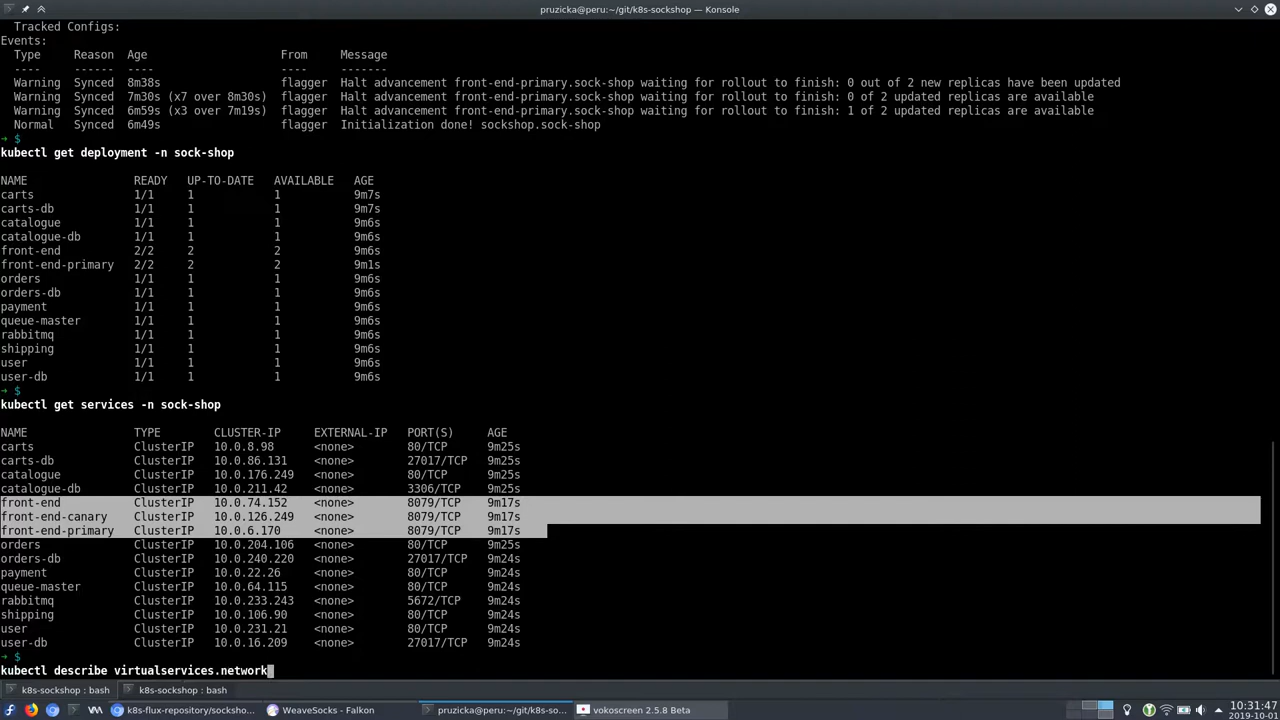 pruzicka@peru:~/git/k8s-sockshop — Konsole
Tracked Configs:
Events:
Type Reason Age From Message
---- ------ ---- ---- -------
Warning Synced 8m38s flagger Halt advancement front-end-primary.sock-shop waiting for rollout to finish: 0 out of 2 new replicas have been updated
Warning Synced 7m30s (x7 over 8m30s) flagger Halt advancement front-end-primary.sock-shop waiting for rollout to finish: 0 of 2 updated replicas are available
Warning Synced 6m59s (x3 over 7m19s) flagger Halt advancement front-end-primary.sock-shop waiting for rollout to finish: 1 of 2 updated replicas are available
Normal Synced 6m49s flagger Initialization done! sockshop.sock-shop
➜ $
kubectl get deployment -n sock-shop
NAME READY UP-TO-DATE AVAILABLE AGE
carts 1/1 1 1 9m7s
carts-db 1/1 1 1 9m7s
catalogue 1/1 1 1 9m6s
catalogue-db 1/1 1 1 9m6s
front-end 2/2 2 2 9m6s
front-end-primary 2/2 2 2 9m1s
orders 1/1 1 1 9m6s
orders-db 1/1 1 1 9m6s
payment 1/1 1 1 9m6s
queue-master 1/1 1 1 9m6s
rabbitmq 1/1 1 1 9m6s
shipping 1/1 1 1 9m6s
user 1/1 1 1 9m6s
user-db 1/1 1 1 9m6s
➜ $
kubectl get services -n sock-shop
NAME TYPE CLUSTER-IP EXTERNAL-IP PORT(S) AGE
carts ClusterIP 10.0.8.98 <none> 80/TCP 9m25s
carts-db ClusterIP 10.0.86.131 <none> 27017/TCP 9m25s
catalogue ClusterIP 10.0.176.249 <none> 80/TCP 9m25s
catalogue-db ClusterIP 10.0.211.42 <none> 3306/TCP 9m25s
front-end ClusterIP 10.0.74.152 <none> 8079/TCP 9m17s
front-end-canary ClusterIP 10.0.126.249 <none> 8079/TCP 9m17s
front-end-primary ClusterIP 10.0.6.170 <none> 8079/TCP 9m17s
orders ClusterIP 10.0.204.106 <none> 80/TCP 9m25s
orders-db ClusterIP 10.0.240.220 <none> 27017/TCP 9m24s
payment ClusterIP 10.0.22.26 <none> 80/TCP 9m24s
queue-master ClusterIP 10.0.64.115 <none> 80/TCP 9m24s
rabbitmq ClusterIP 10.0.233.243 <none> 5672/TCP 9m24s
shipping ClusterIP 10.0.106.90 <none> 80/TCP 9m24s
user ClusterIP 10.0.231.21 <none> 80/TCP 9m24s
user-db ClusterIP 10.0.16.209 <none> 27017/TCP 9m24s
➜ $
kubectl describe virtualservices.network
k8s-sockshop : bash k8s-sockshop : bash
k8s-flux-repository/socksho... WeaveSocks - Falkon pruzicka@peru:~/git/k8s-so... vokoscreen 2.5.8 Beta 10:31:47
2019-10-01